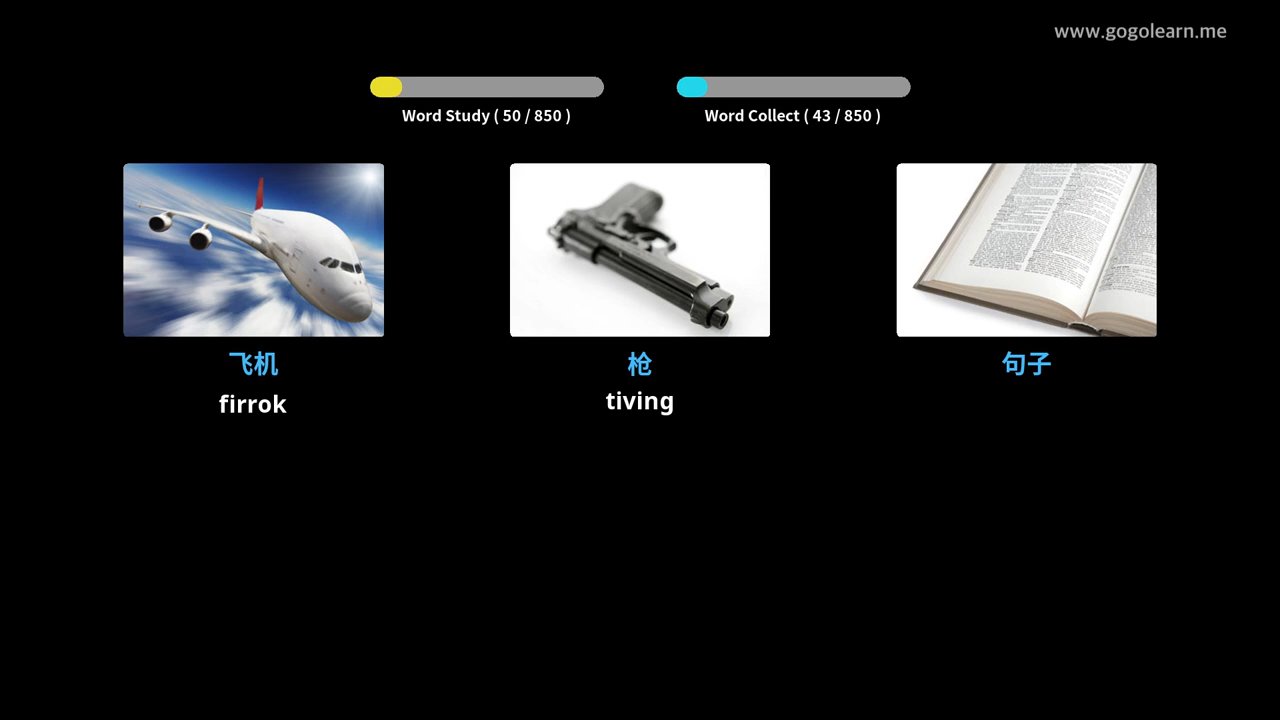 www.gogolearn.me
Word Study ( 50 / 850 )
Word Collect ( 43 / 850 )
飞机
枪
句子
firrok
tiving